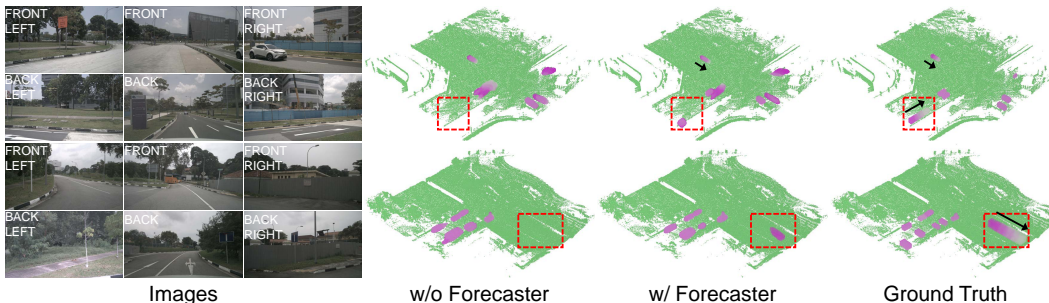 FRONT LEFT
FRONT
FRONT RIGHT
BACK LEFT
BACK
BACK RIGHT
FRONT LEFT
FRONT
FRONT RIGHT
BACK LEFT
BACK
BACK RIGHT
Images
w/o Forecaster
w/ Forecaster
Ground Truth